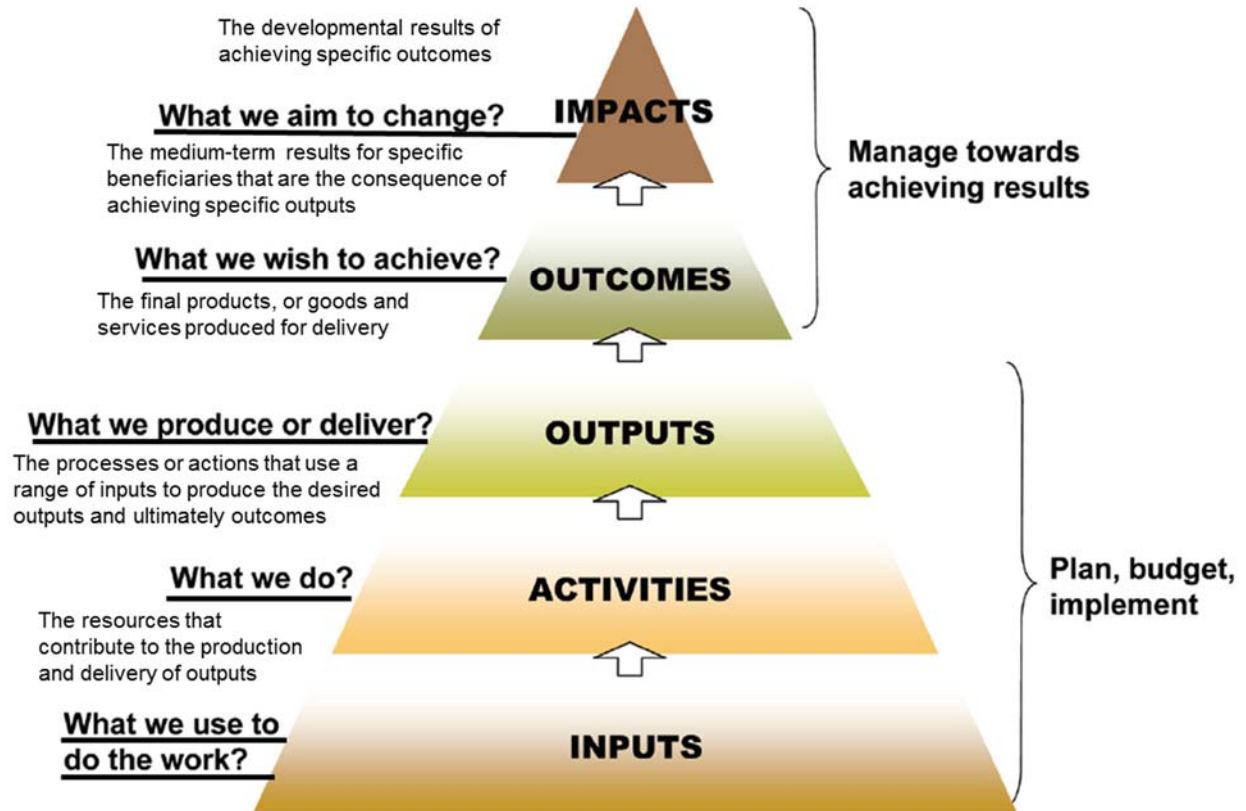 The developmental results of
achieving specific outcomes
What we aim to change?
IMPACTS
The medium-term results for specific
beneficiaries that are the consequence of
achieving specific outputs
Manage towards
achieving results
What we wish to achieve?
OUTCOMES
The final products, or goods and
services produced for delivery
What we produce or deliver?
OUTPUTS
The processes or actions that use a
range of inputs to produce the desired
outputs and ultimately outcomes
What we do?
ACTIVITIES
Plan, budget,
implement
The resources that
contribute to the production
and delivery of outputs
What we use to
do the work?
INPUTS